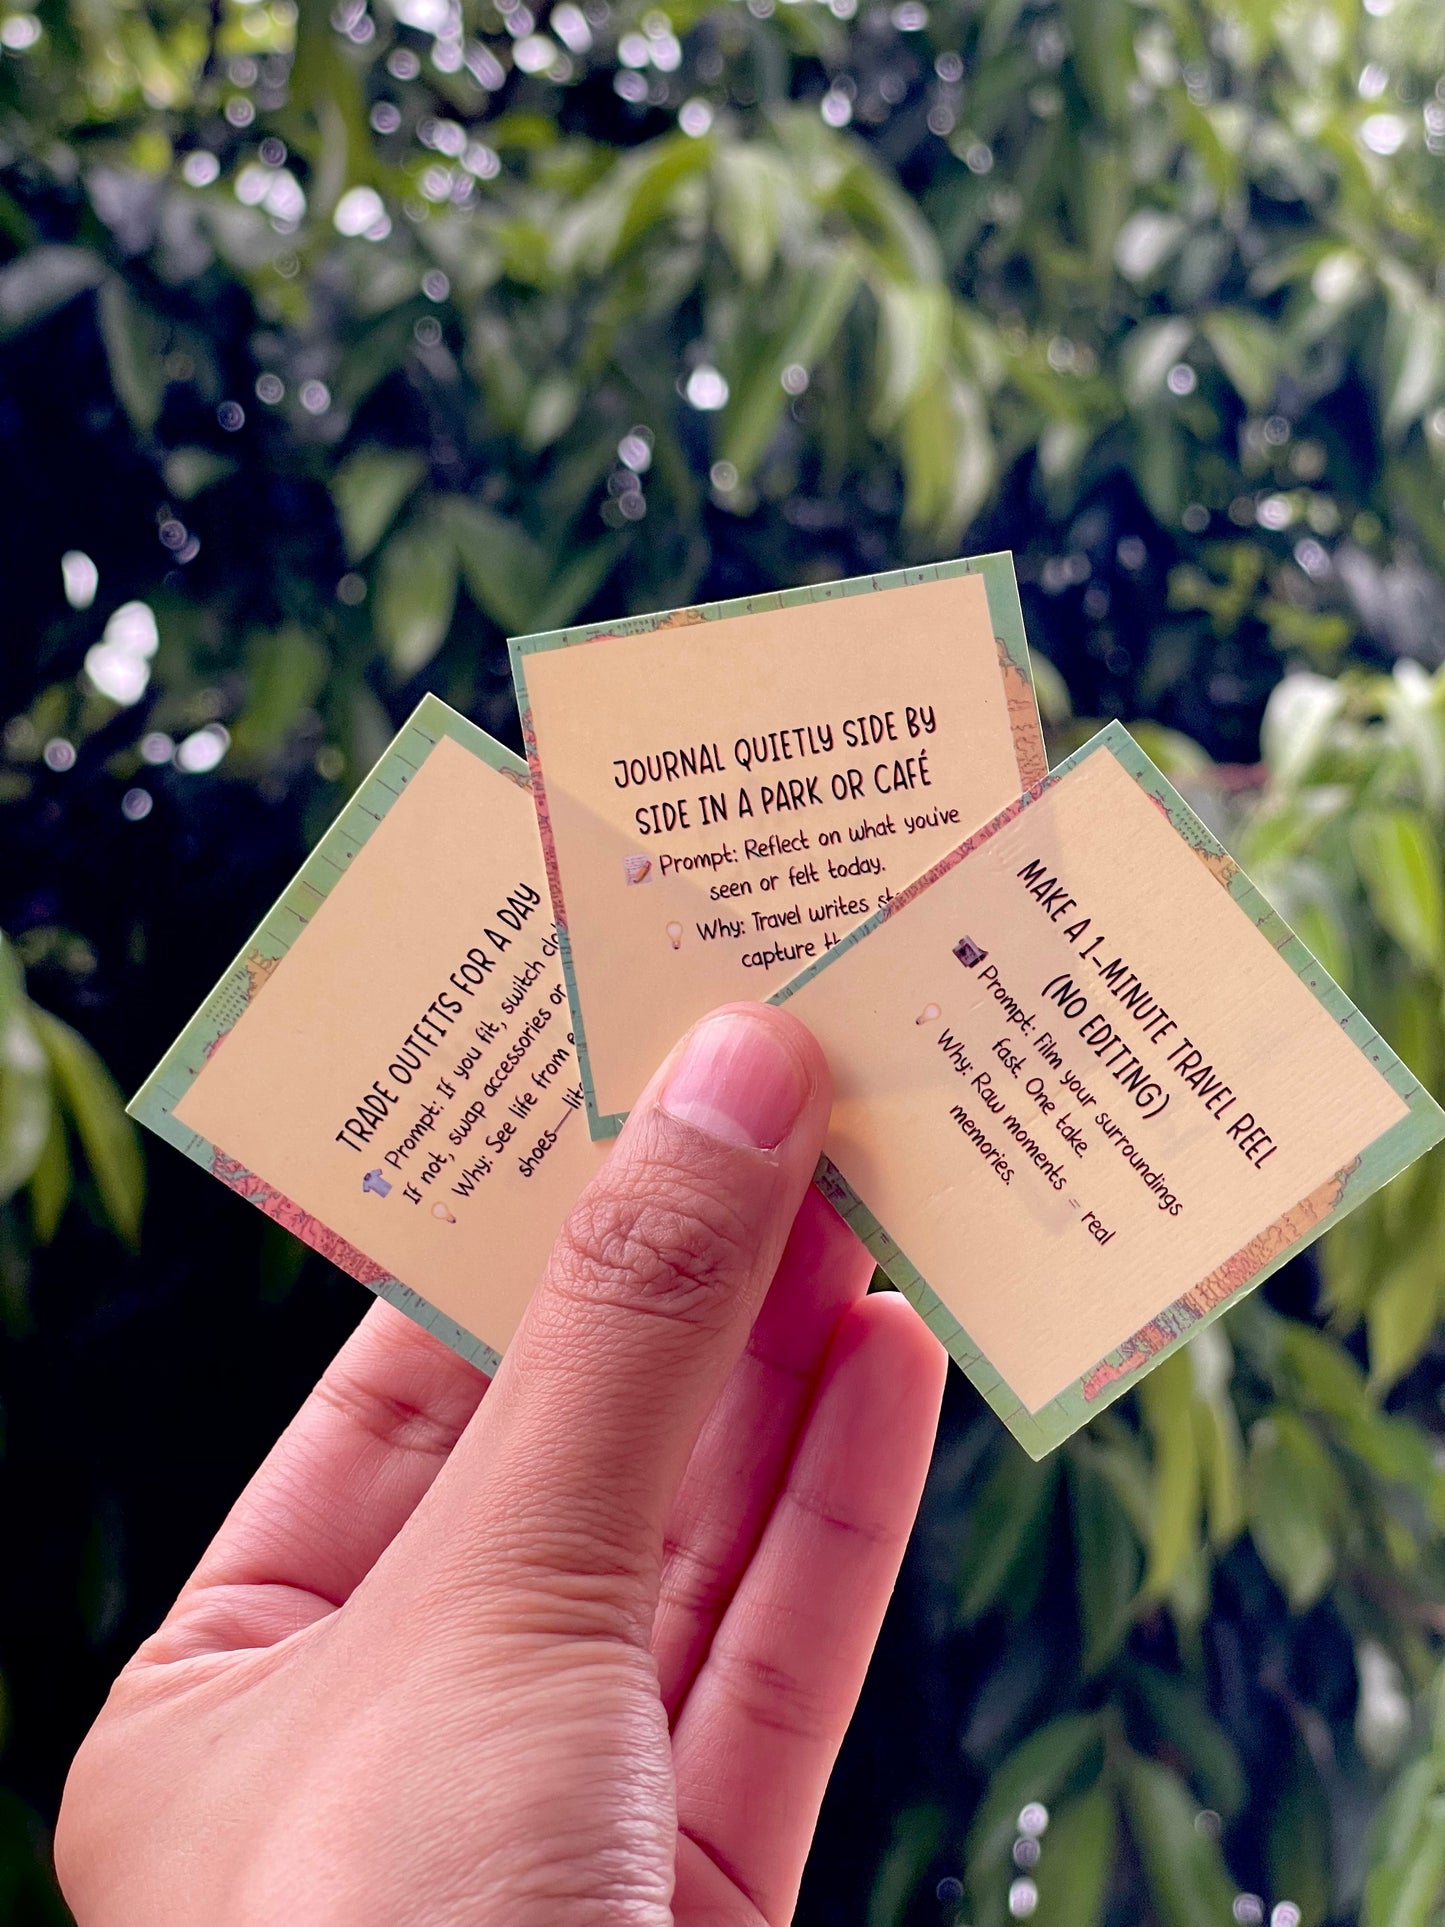 TRADE OUTFITS FOR A DAY
Prompt: If you fit, switch
If not, swap accessories or
Why: See life from
shoes—
JOURNAL QUIETLY SIDE BY
SIDE IN A PARK OR CAFÉ
Prompt: Reflect on what you've
seen or felt today.
Why: Travel writes
capture
MAKE A 1-MINUTE TRAVEL REEL
(NO EDITING)
Prompt: Film your surroundings
fast. One take.
Why: Raw moments = real
memories.